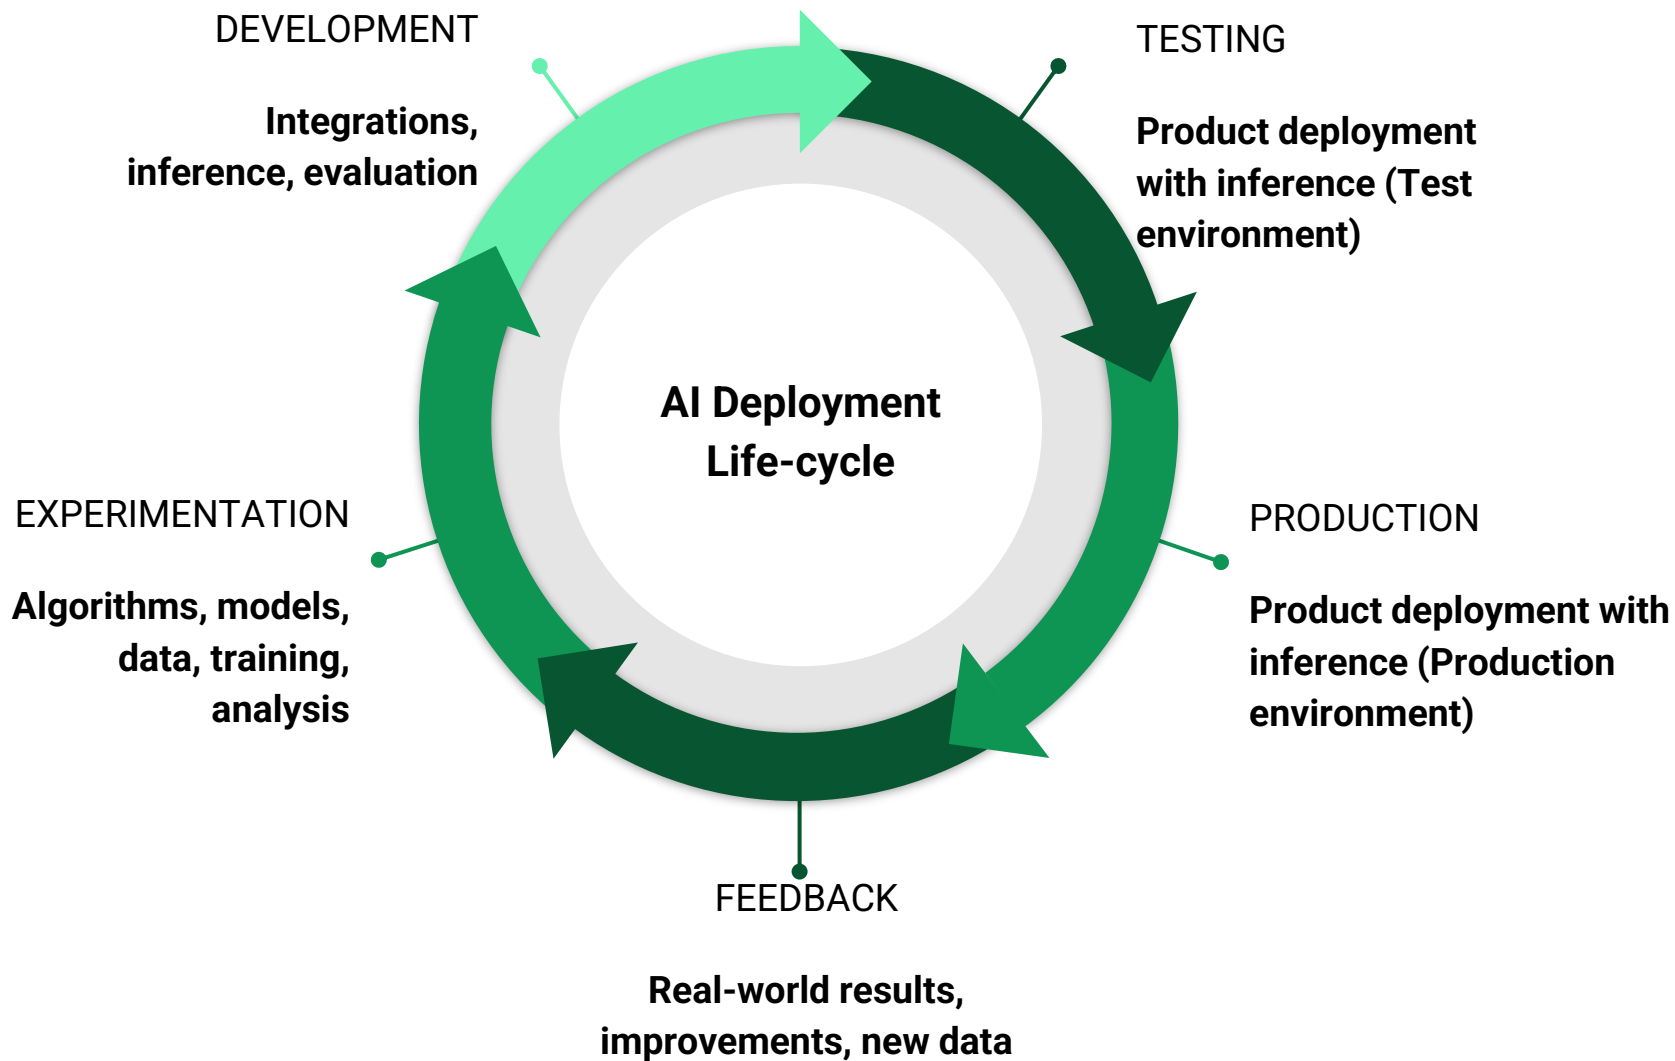 DEVELOPMENT
Integrations,
inference, evaluation
TESTING
Product deployment
with inference (Test
environment)
AI Deployment
Life-cycle
EXPERIMENTATION
Algorithms, models,
data, training,
analysis
PRODUCTION
Product deployment with
inference (Production
environment)
FEEDBACK
Real-world results,
improvements, new data